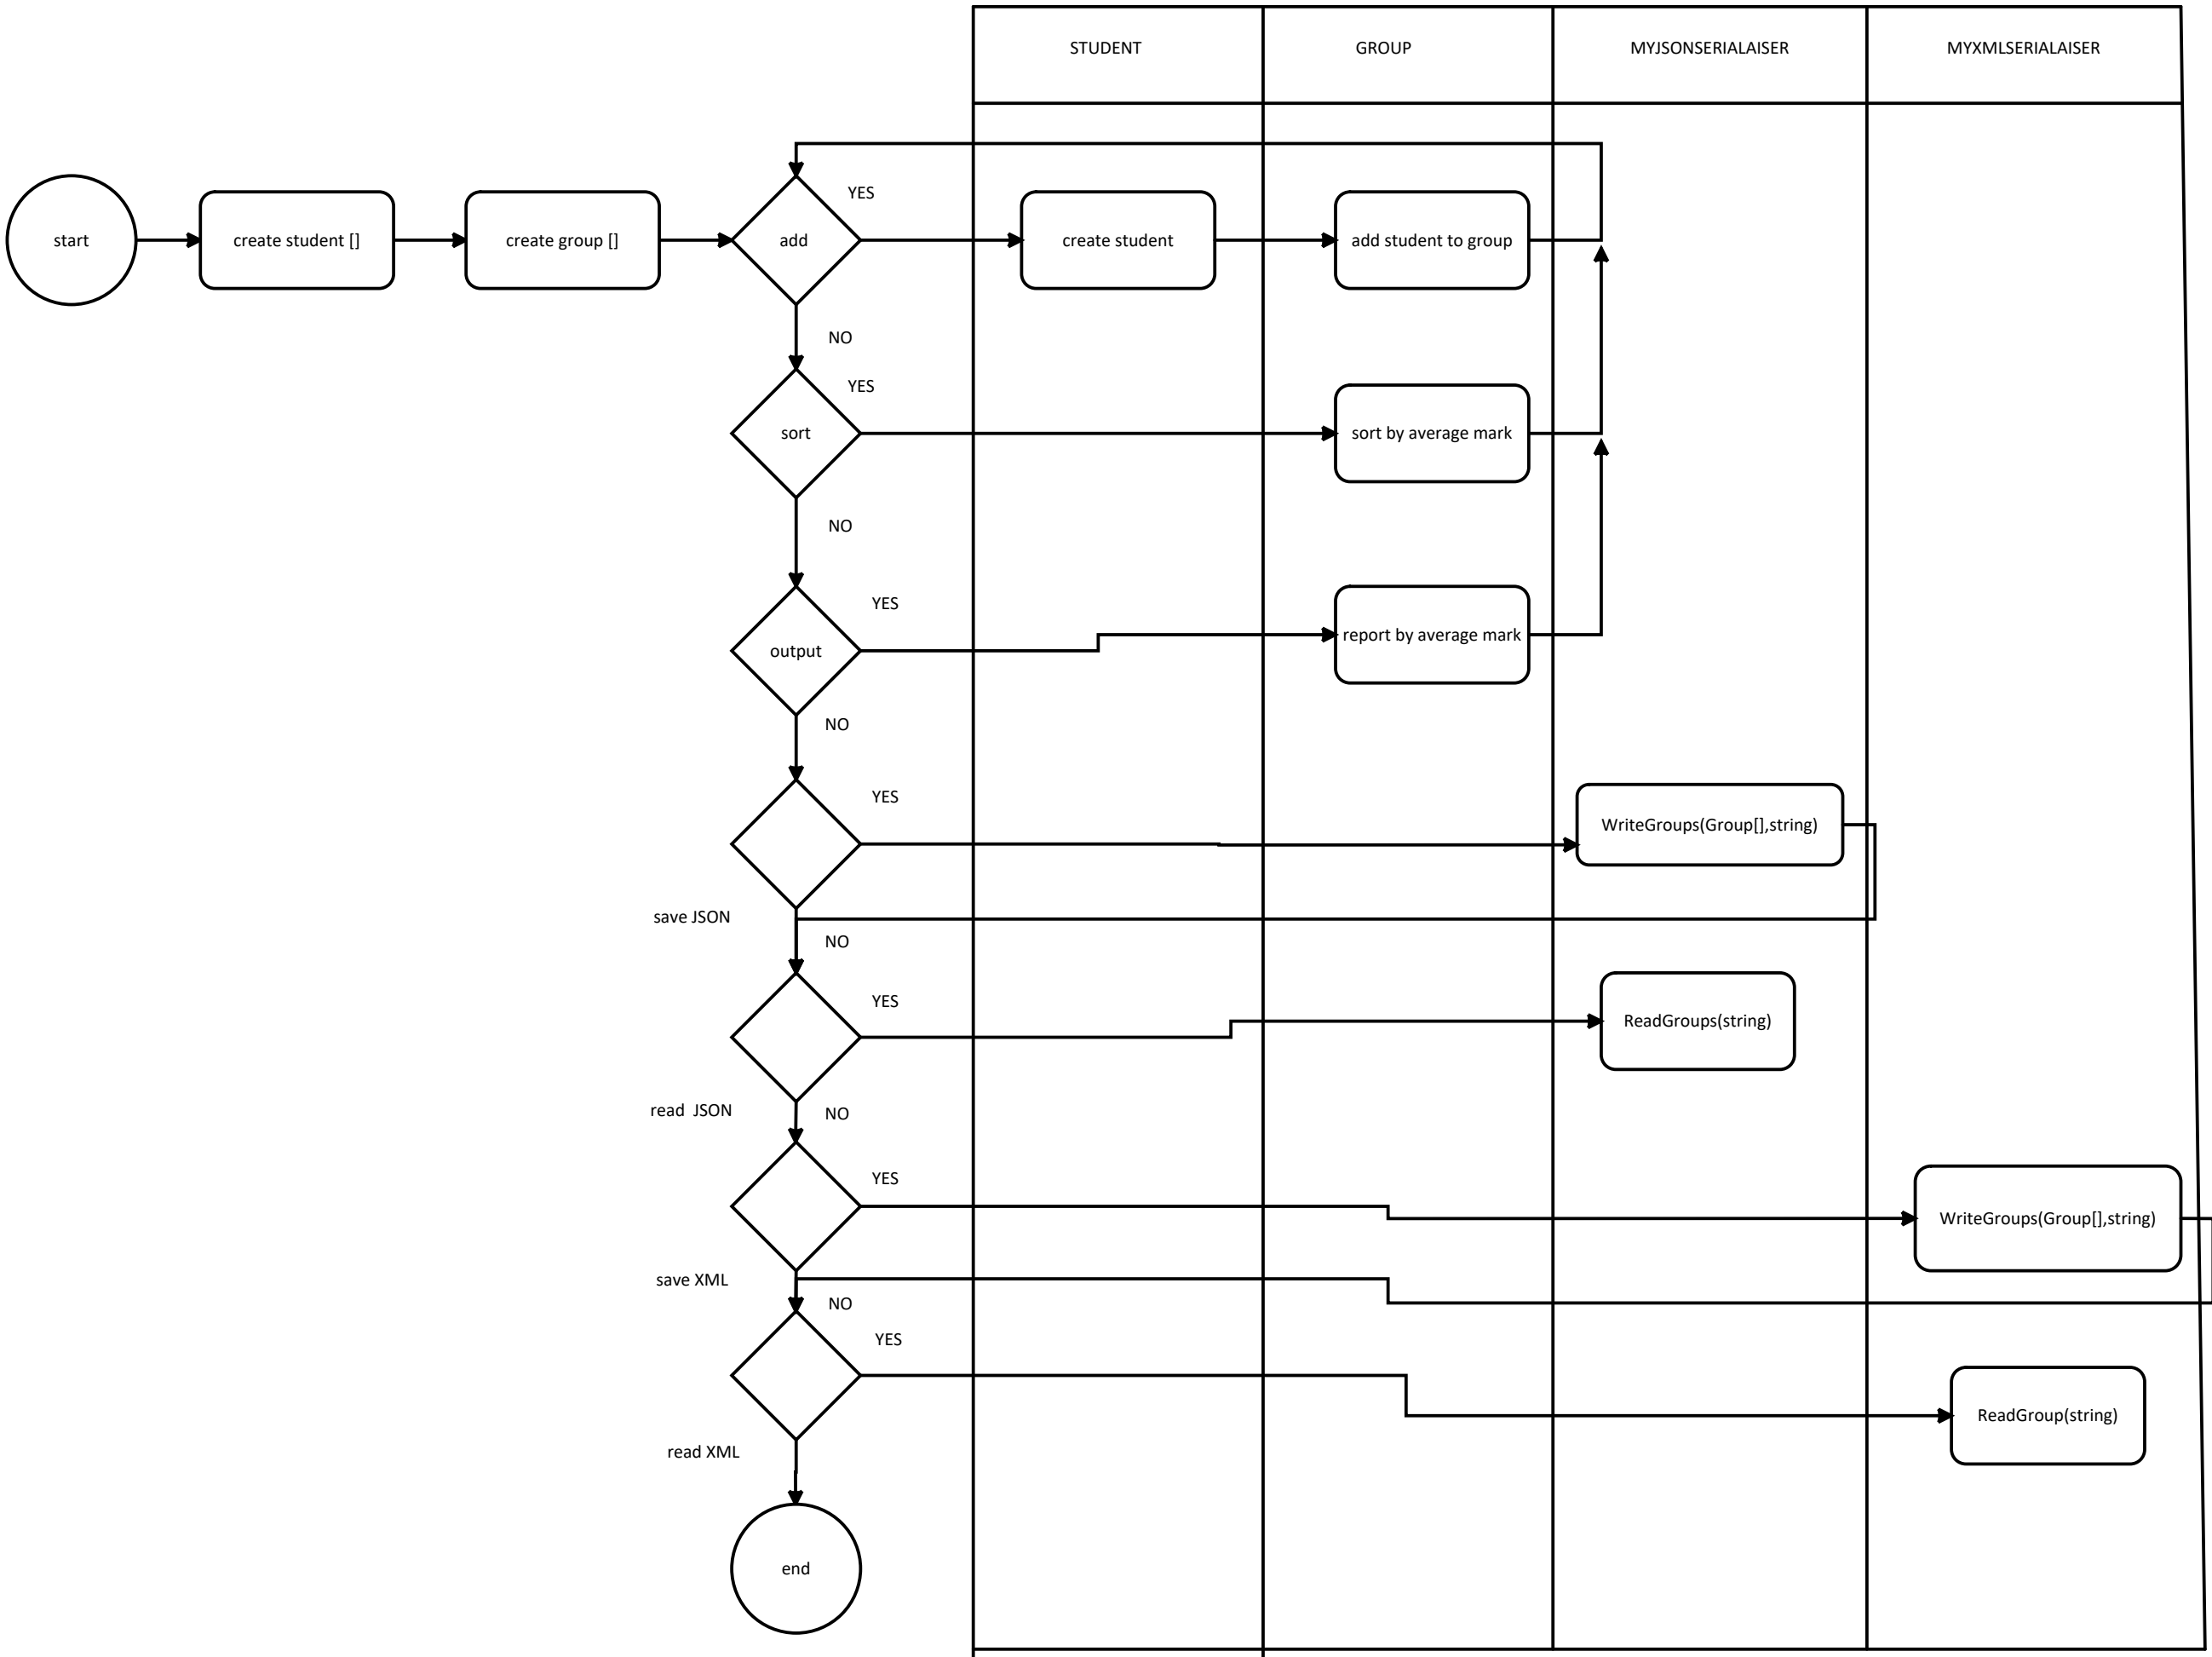 STUDENT
GROUP
MYJSONSERIALAISER
MYXMLSERIALAISER
start
create student []
create group []
add
YES
create student
add student to group
NO
YES
sort
sort by average mark
NO
YES
output
report by average mark
NO
YES
WriteGroups(Group[],string)
save JSON
NO
YES
ReadGroups(string)
read  JSON
NO
YES
WriteGroups(Group[],string)
save XML
NO
YES
ReadGroup(string)
read XML
end